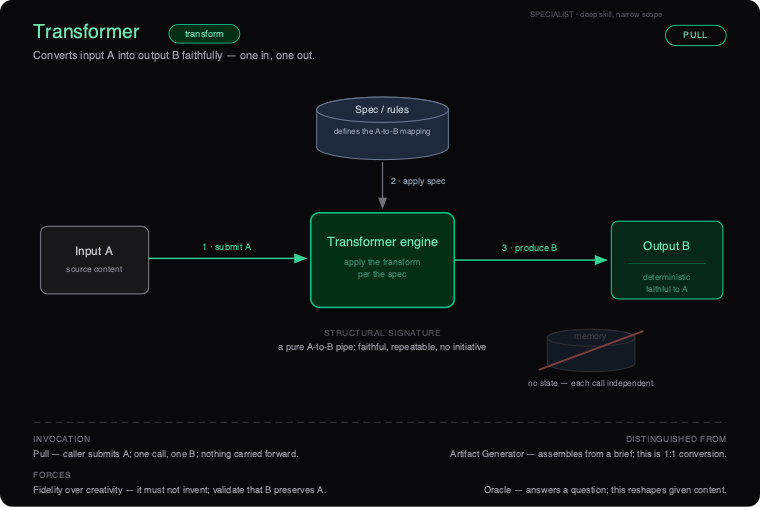 SPECIALIST · deep skill, narrow scope
Transformer
transform
PULL
Converts input A into output B faithfully — one in, one out.
Spec / rules
defines the A-to-B mapping
2 · apply spec
Input A
source content
1 · submit A
Transformer engine
apply the transform
per the spec
3 · produce B
Output B
deterministic
faithful to A
STRUCTURAL SIGNATURE
a pure A-to-B pipe: faithful, repeatable, no initiative
memory
no state — each call independent
INVOCATION
Pull — caller submits A; one call, one B; nothing carried forward.
FORCES
Fidelity over creativity — it must not invent; validate that B preserves A.
DISTINGUISHED FROM
Artifact Generator — assembles from a brief; this is 1:1 conversion.
Oracle — answers a question; this reshapes given content.